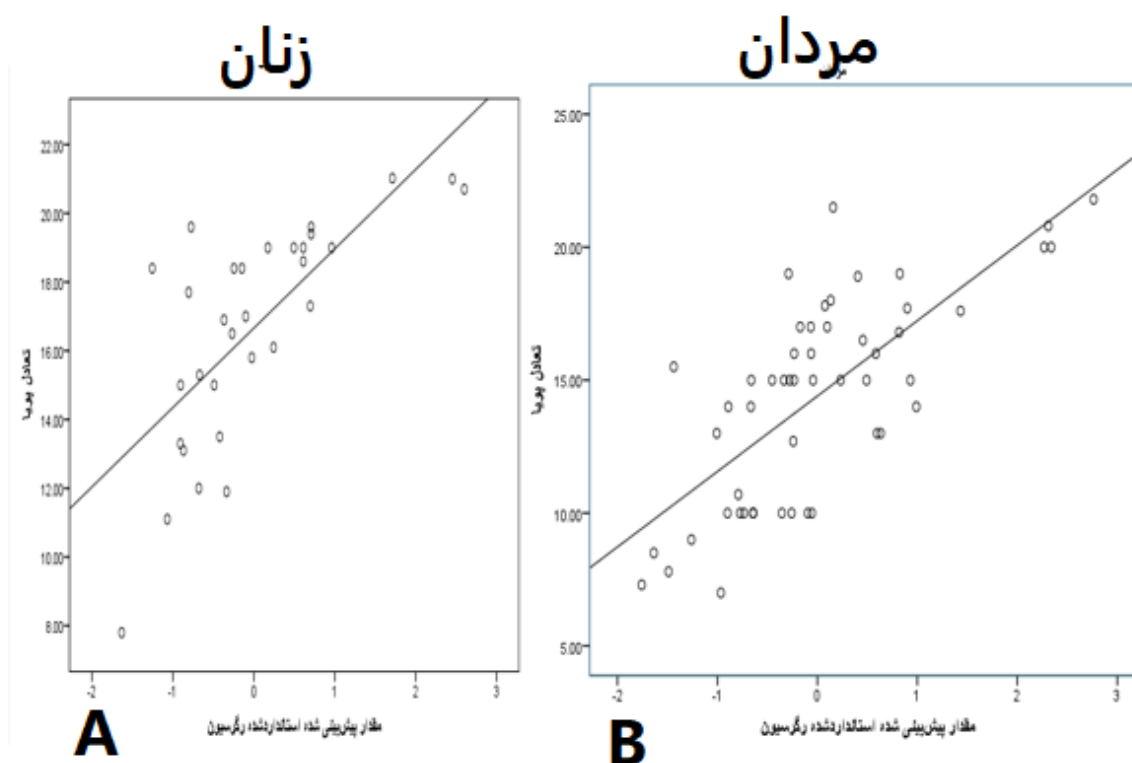 زنان
22.00
20.00
18.00
16.00
14.00
12.00
10.00
8.00
تعادل پویا
-2 -1 0 1 2 3
مقدار پیش‌بینی شده استانداردشده رگرسیون
A
مردان
مردان
25.00
20.00
15.00
10.00
5.00
تعادل پویا
-2 -1 0 1 2 3
مقدار پیش‌بینی شده استانداردشده رگرسیون
B